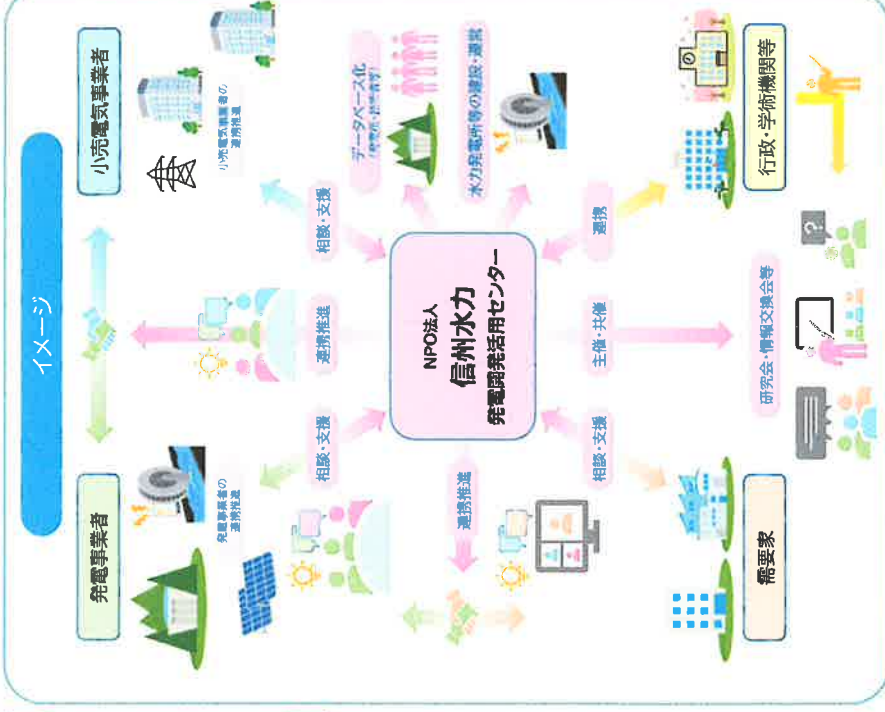 イメージ
発電事業者
小売電気事業者
発電事業者の
連携推進
小売電気事業者の
連携推進
相談・支援
連携推進
相談・支援
データベース化
水力発電所等の建設・運営
連携推進
NPO法人
信州水力
発電開発活用センター
相談・支援
主催・共催
連携
需要家
研究会・情報交換会等
?
行政・学術機関等